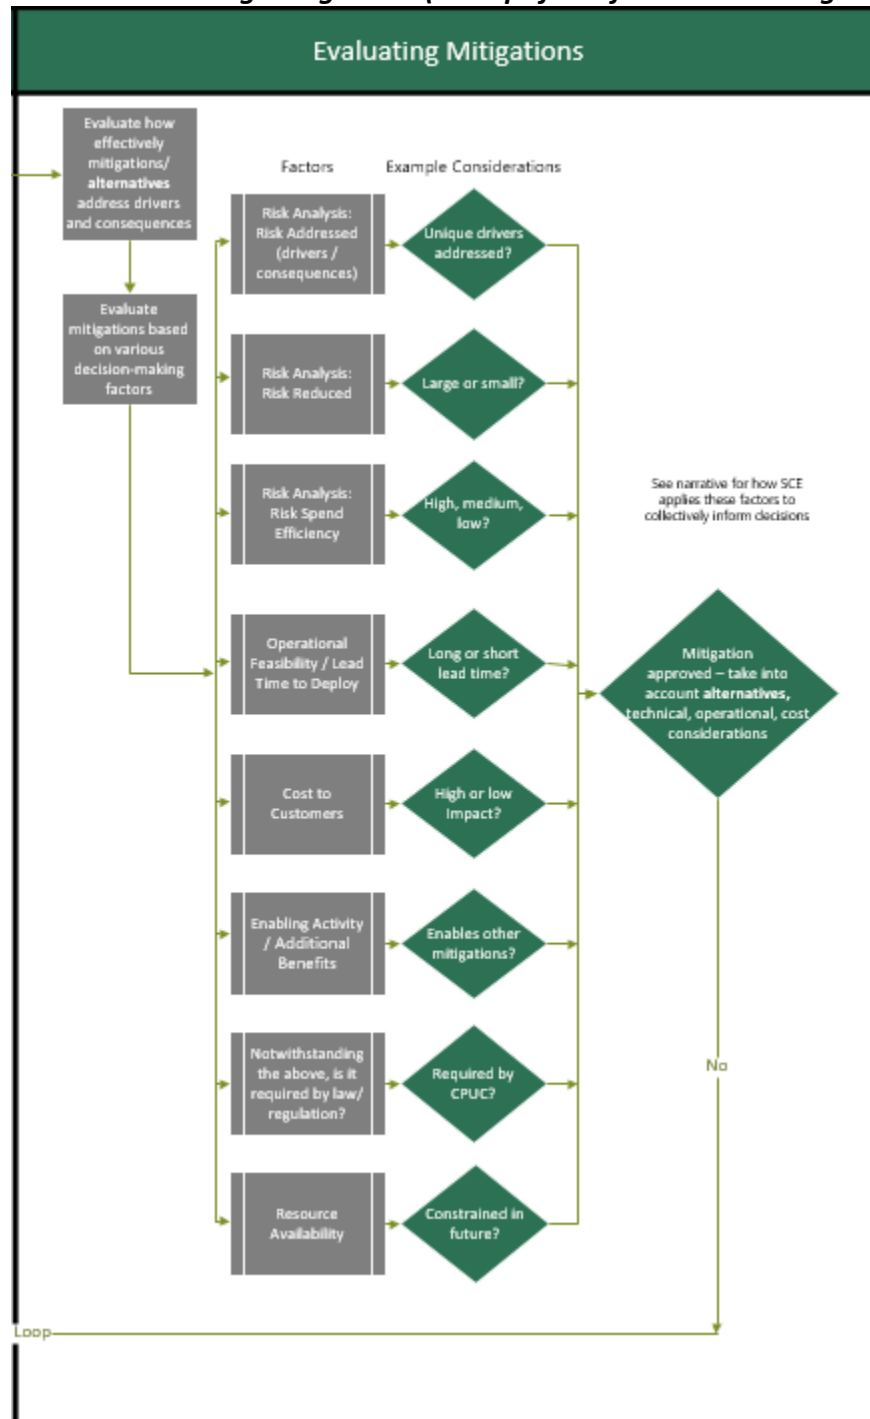 Evaluating Mitigations
Evaluate how
effectively
mitigations/
alternatives
address drivers
and consequences
Evaluate
mitigations based
on various
decision-making
factors
Factors
Example Considerations
Risk Analysis:
Risk Addressed
(drivers /
consequences)
Unique drivers
addressed?
Risk Analysis:
Risk Reduced
Large or small?
Risk Analysis:
Risk Spend
Efficiency
High, medium,
low?
Operational
Feasibility / Lead
Time to Deploy
Long or short
lead time?
Cost to
Customers
High or low
Impact?
Enabling Activity
/ Additional
Benefits
Enables other
mitigations?
Notwithstanding
the above, is it
required by law/
regulation?
Required by
CPUC?
Resource
Availability
Constrained in
future?
See narrative for how SCE
applies these factors to
collectively inform decisions
Mitigation
approved – take into
account alternatives,
technical, operational, cost
considerations
No
Loop